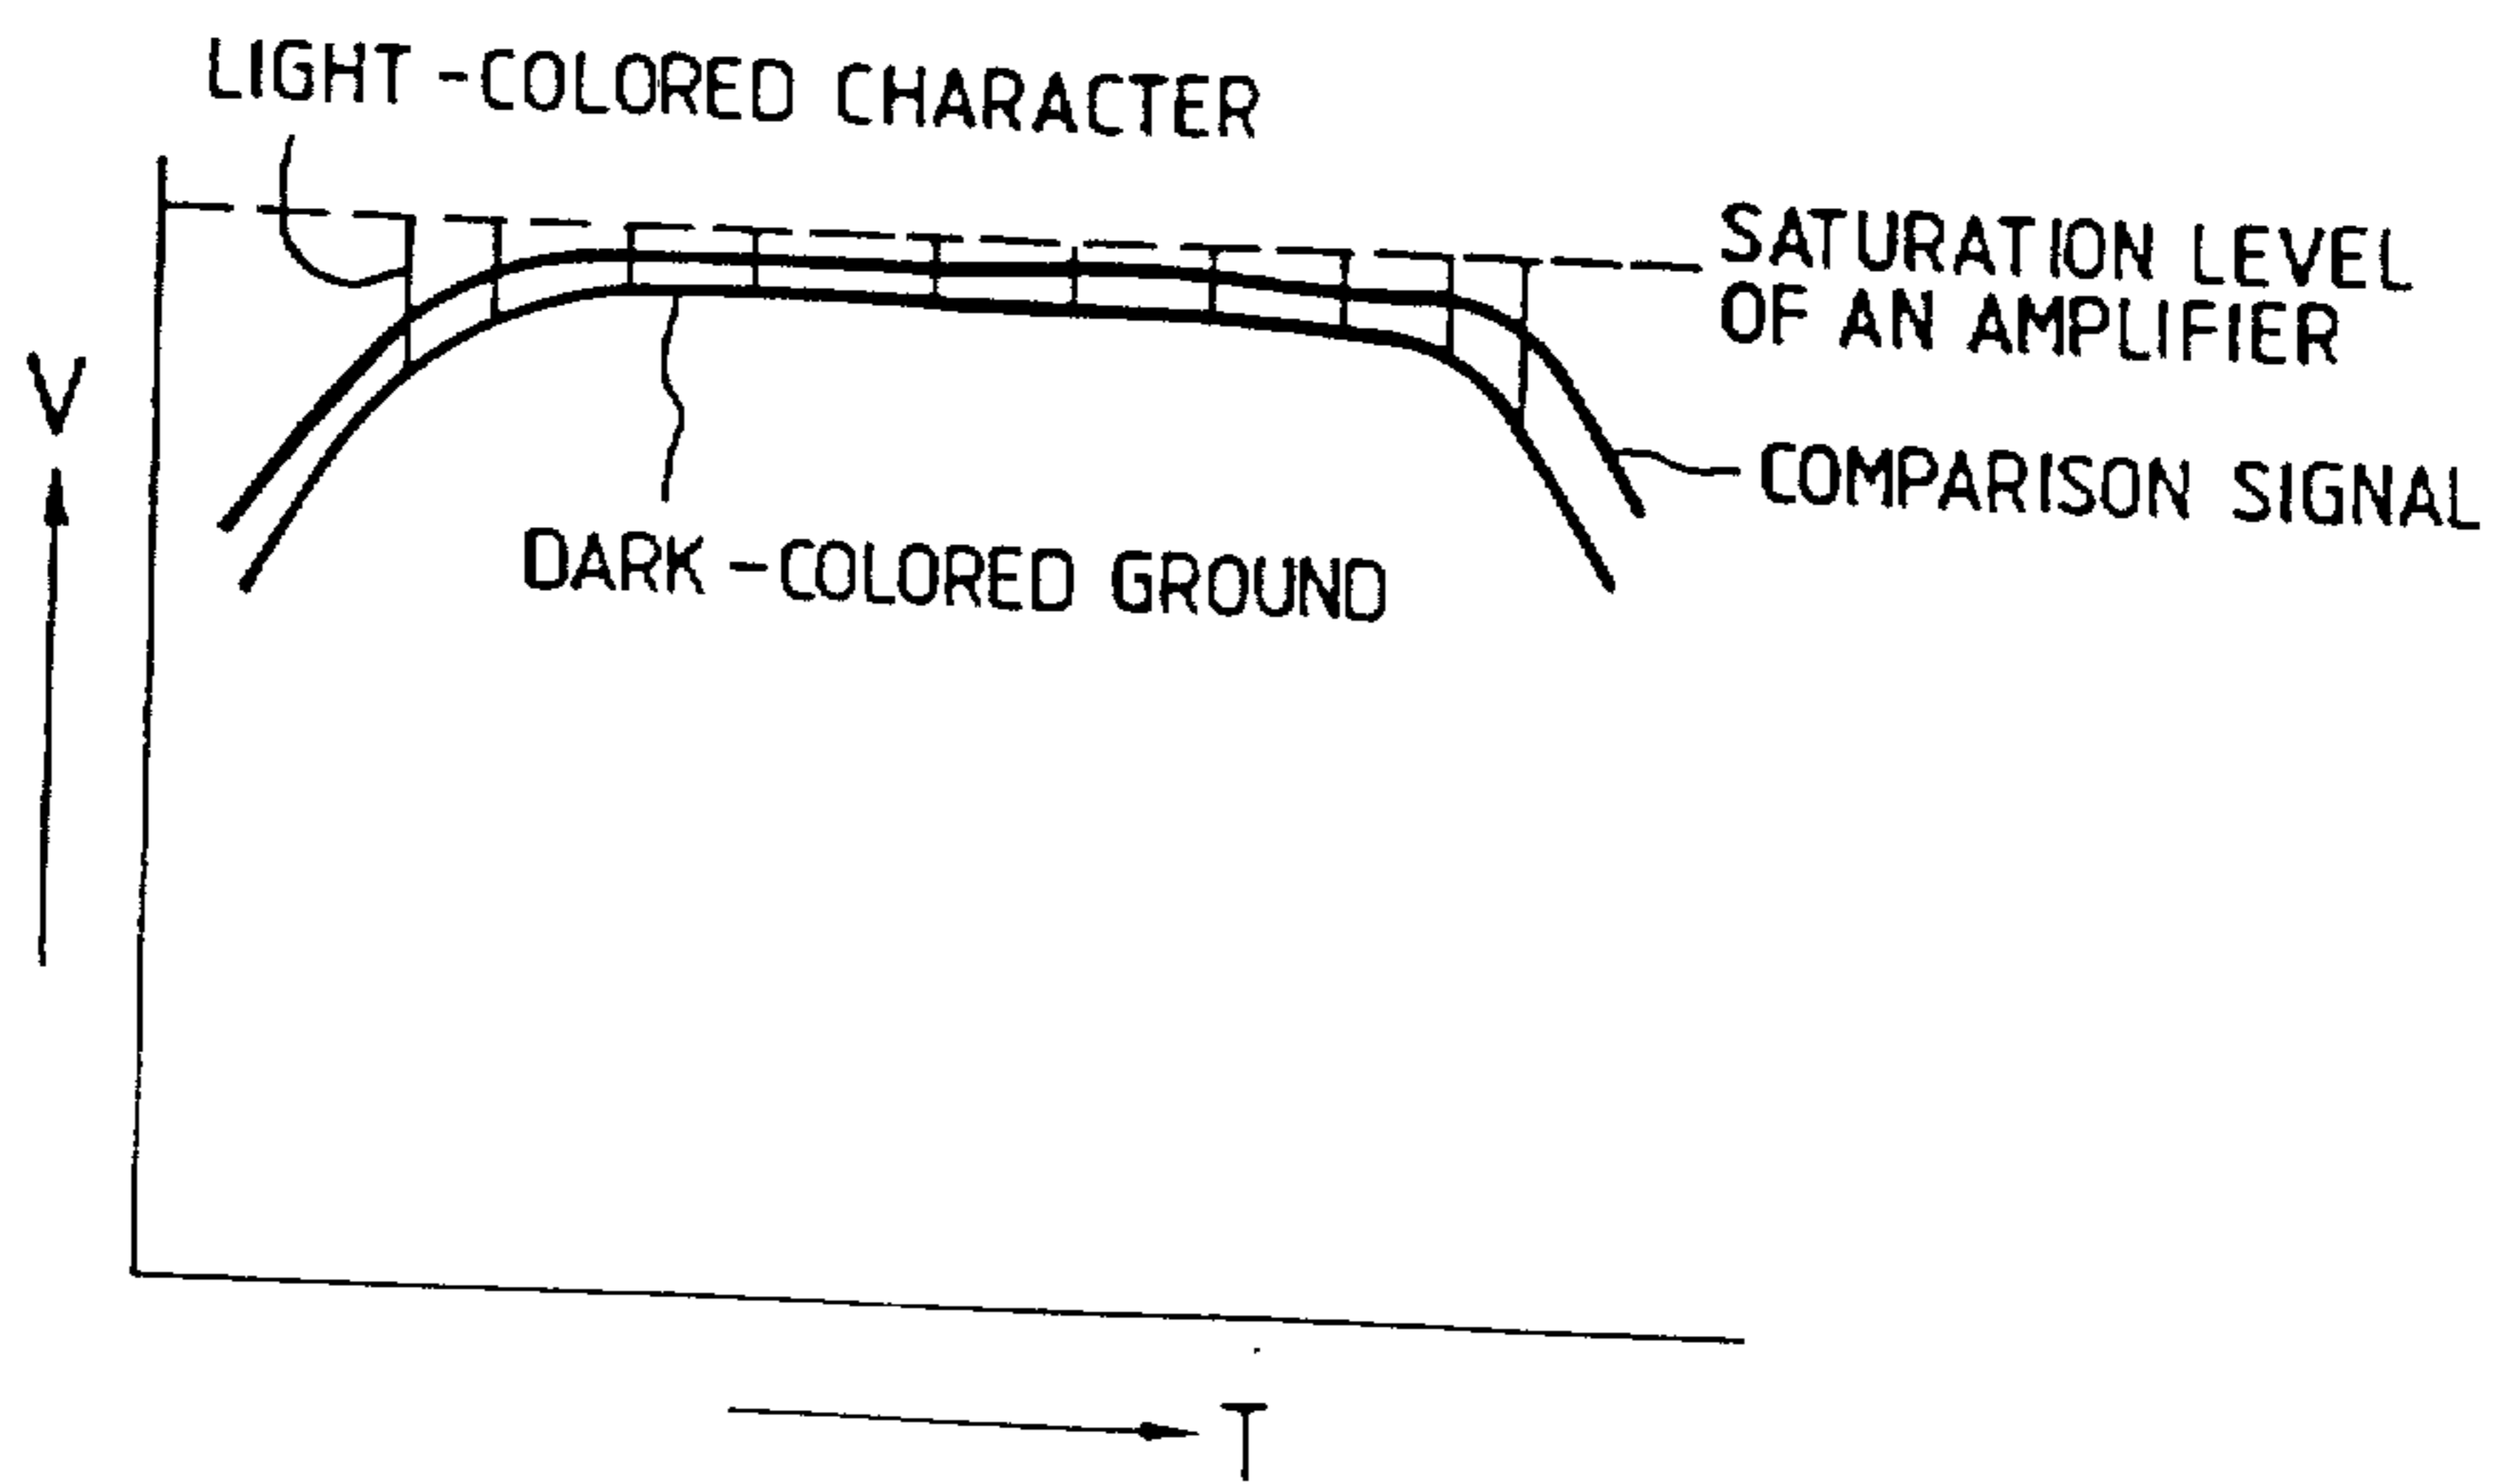 LIGHT-COLORED CHARACTER
SATURATION LEVEL
OF AN AMPLIFIER
V
COMPARISON SIGNAL
DARK-COLORED GROUND
T